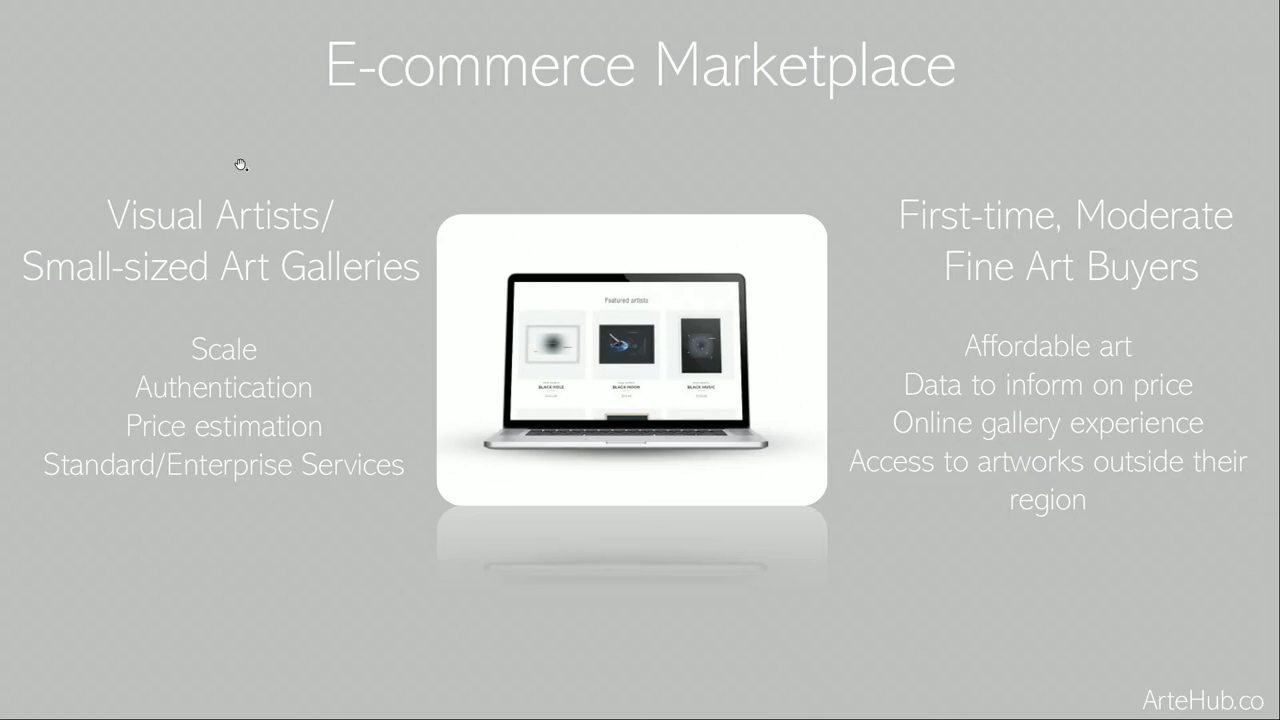 E-commerce Marketplace
Visual Artists/
Small-sized Art Galleries
Scale
Authentication
Price estimation
Standard/Enterprise Services
Featured artists
BLACK HOLE
BLACK MOON
BLACK MAGIC
First-time, Moderate
Fine Art Buyers
Affordable art
Data to inform on price
Online gallery experience
Access to artworks outside their
region
ArteHub.co